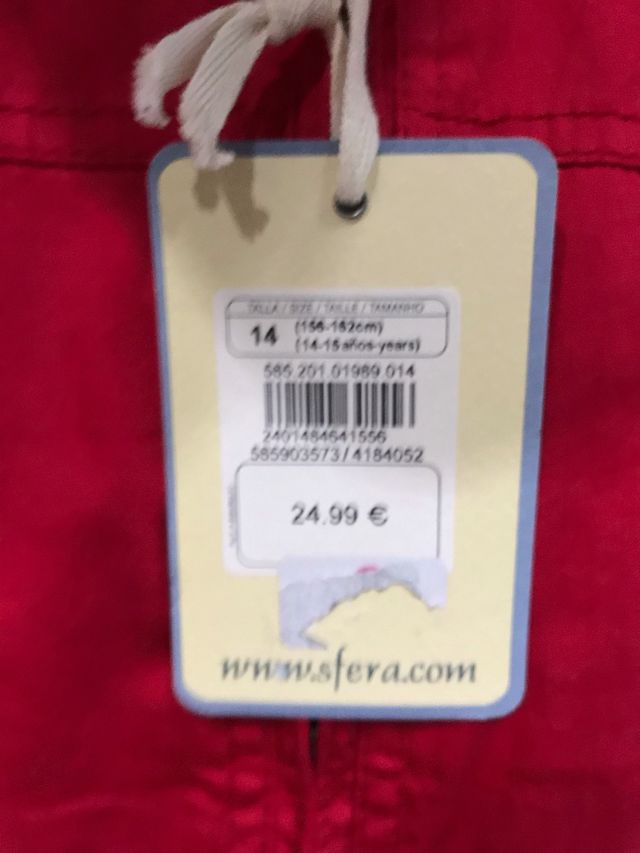 TALLA / SIZE / TAILLE / TAMANHO
14
(156-162cm)
(14-15 años-years)
585 201 01989 014
2401484641556
585903573/4184052
24.99 €
www.sfera.com